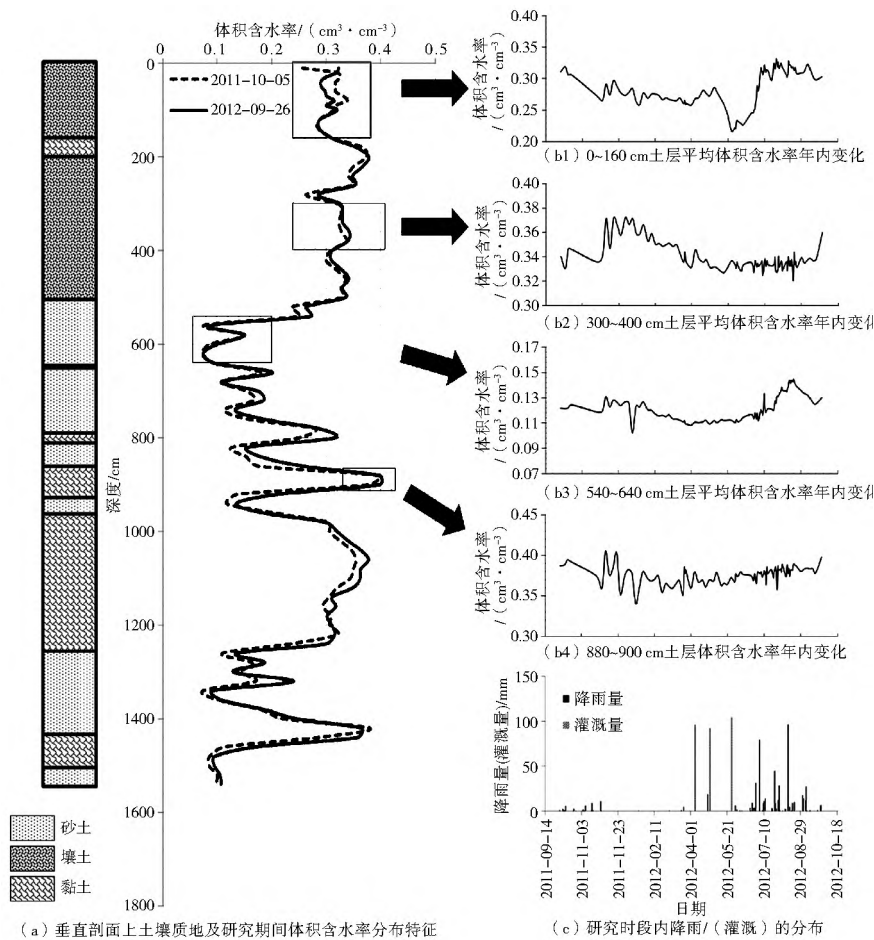 体积含水率/(cm³·cm⁻³)
0 0.1 0.2 0.3 0.4 0.5
2011-10-05
2012-09-26
深度/cm
0
200
400
600
800
1000
1200
1400
1600
1800
砂土
壤土
黏土
(a)垂直剖面上土壤质地及研究期间体积含水率分布特征
体积含水率
/(cm³·cm⁻³)
0.40
0.30
0.25
0.20
(b1)0~160 cm土层平均体积含水率年内变化
体积含水率
/(cm³·cm⁻³)
0.40
0.38
0.36
0.34
0.30
(b2)300~400 cm土层平均体积含水率年内变化
体积含水率
/(cm³·cm⁻³)
0.17
0.15
0.13
0.11
0.09
0.07
(b3)540~640 cm土层平均体积含水率年内变化
体积含水率
/(cm³·cm⁻³)
0.45
0.40
0.35
0.30
(b4)880~900 cm土层体积含水率年内变化
降雨量(灌溉量)/mm
150
100
50
0
降雨量
灌溉量
2011-09-14
2011-11-03
2011-11-23
2012-02-11
2012-04-01
2012-05-21
2012-07-10
2012-08-29
2012-10-18
日期
(c)研究时段内降雨/(灌溉)的分布